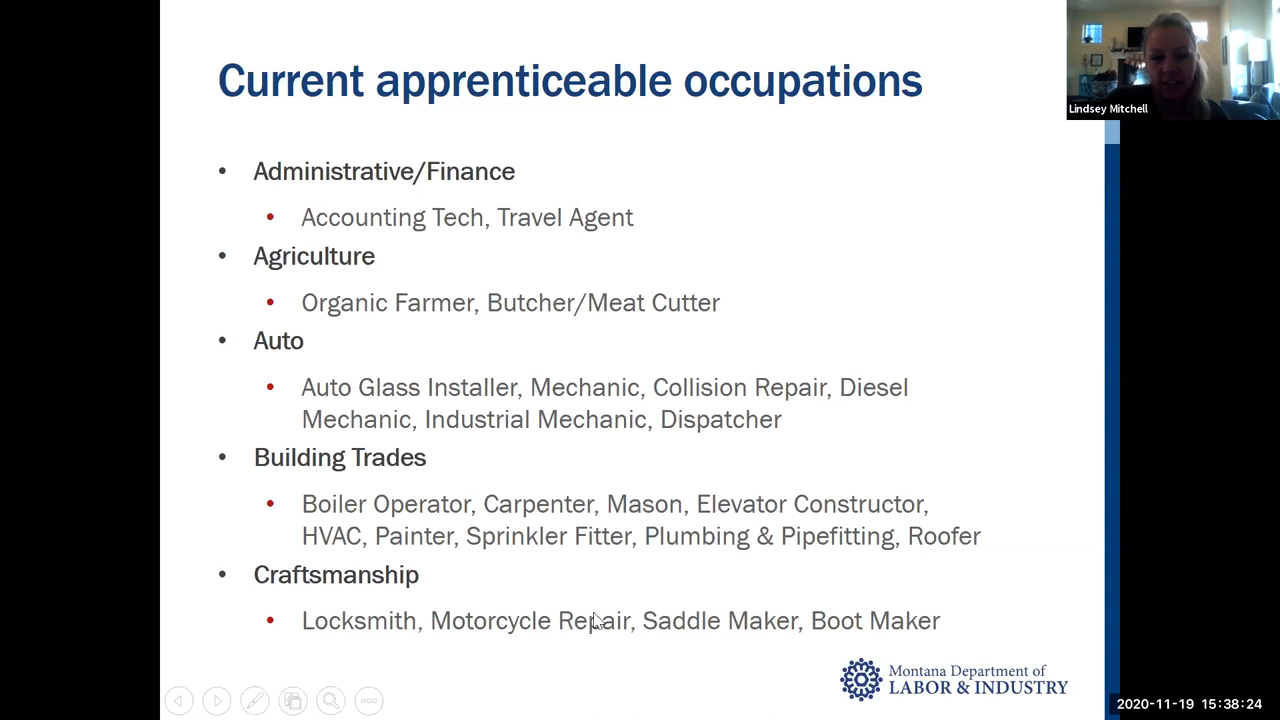 Current apprenticeable occupations
Lindsey Mitchell
• Administrative/Finance
• Accounting Tech, Travel Agent
• Agriculture
• Organic Farmer, Butcher/Meat Cutter
• Auto
• Auto Glass Installer, Mechanic, Collision Repair, Diesel
Mechanic, Industrial Mechanic, Dispatcher
• Building Trades
• Boiler Operator, Carpenter, Mason, Elevator Constructor,
HVAC, Painter, Sprinkler Fitter, Plumbing & Pipefitting, Roofer
• Craftsmanship
• Locksmith, Motorcycle Repair, Saddle Maker, Boot Maker
Montana Department of
LABOR & INDUSTRY
2020-11-19 15:38:24